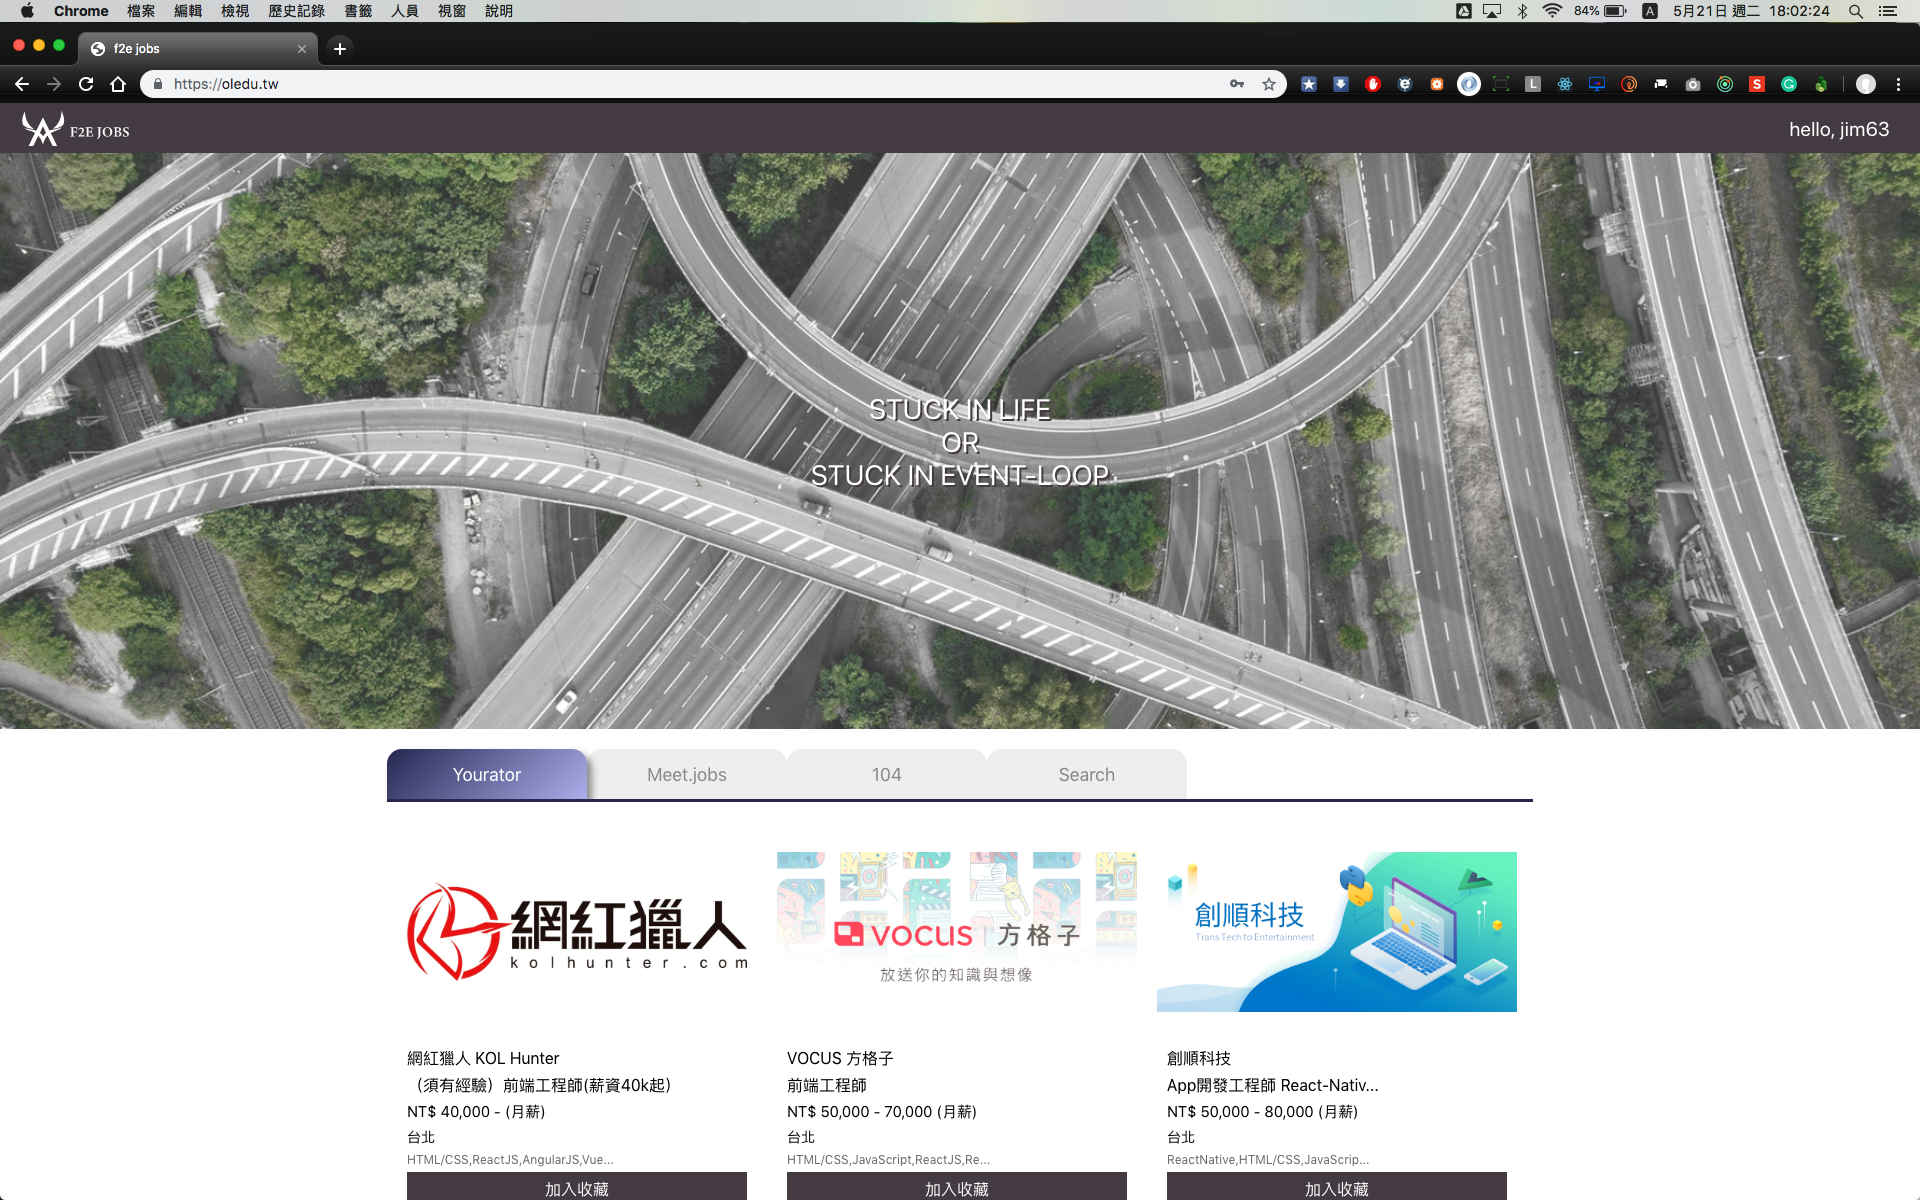 Chrome 檔案 編輯 檢視 歷史記錄 書籤 人員 視窗 說明 84% A 5月21日 週二 18:02:24
f2e jobs
https://oledu.tw
F2E JOBS
hello, jim63
STUCK IN LIFE
OR
STUCK IN EVENT-LOOP
Yourator Meet.jobs 104 Search
網紅獵人
kolhunter.com
vocus 方格子
放送你的知識與想像
創順科技
Trans Tech to Entertainment
網紅獵人 KOL Hunter
（須有經驗）前端工程師(薪資40k起)
NT$ 40,000 - (月薪)
台北
HTML/CSS,ReactJS,AngularJS,Vue...
加入收藏
VOCUS 方格子
前端工程師
NT$ 50,000 - 70,000 (月薪)
台北
HTML/CSS,JavaScript,ReactJS,Re...
加入收藏
創順科技
App開發工程師 React-Nativ...
NT$ 50,000 - 80,000 (月薪)
台北
ReactNative,HTML/CSS,JavaScrip...
加入收藏